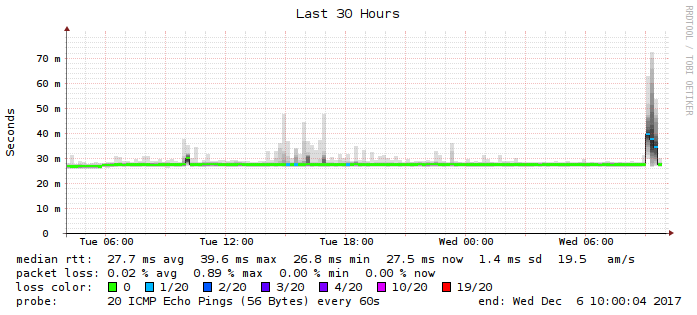 Last 30 Hours
RRDTOOL / TOBI OETIKER
Seconds
70 m
60 m
50 m
40 m
30 m
20 m
10 m
0
Tue 06:00 Tue 12:00 Tue 18:00 Wed 00:00 Wed 06:00
median rtt: 27.7 ms avg 39.6 ms max 26.8 ms min 27.5 ms now 1.4 ms sd 19.5 am/s
packet loss: 0.02 % avg 0.89 % max 0.00 % min 0.00 % now
loss color: 0 1/20 2/20 3/20 4/20 10/20 19/20
probe: 20 ICMP Echo Pings (56 Bytes) every 60s end: Wed Dec 6 10:00:04 2017